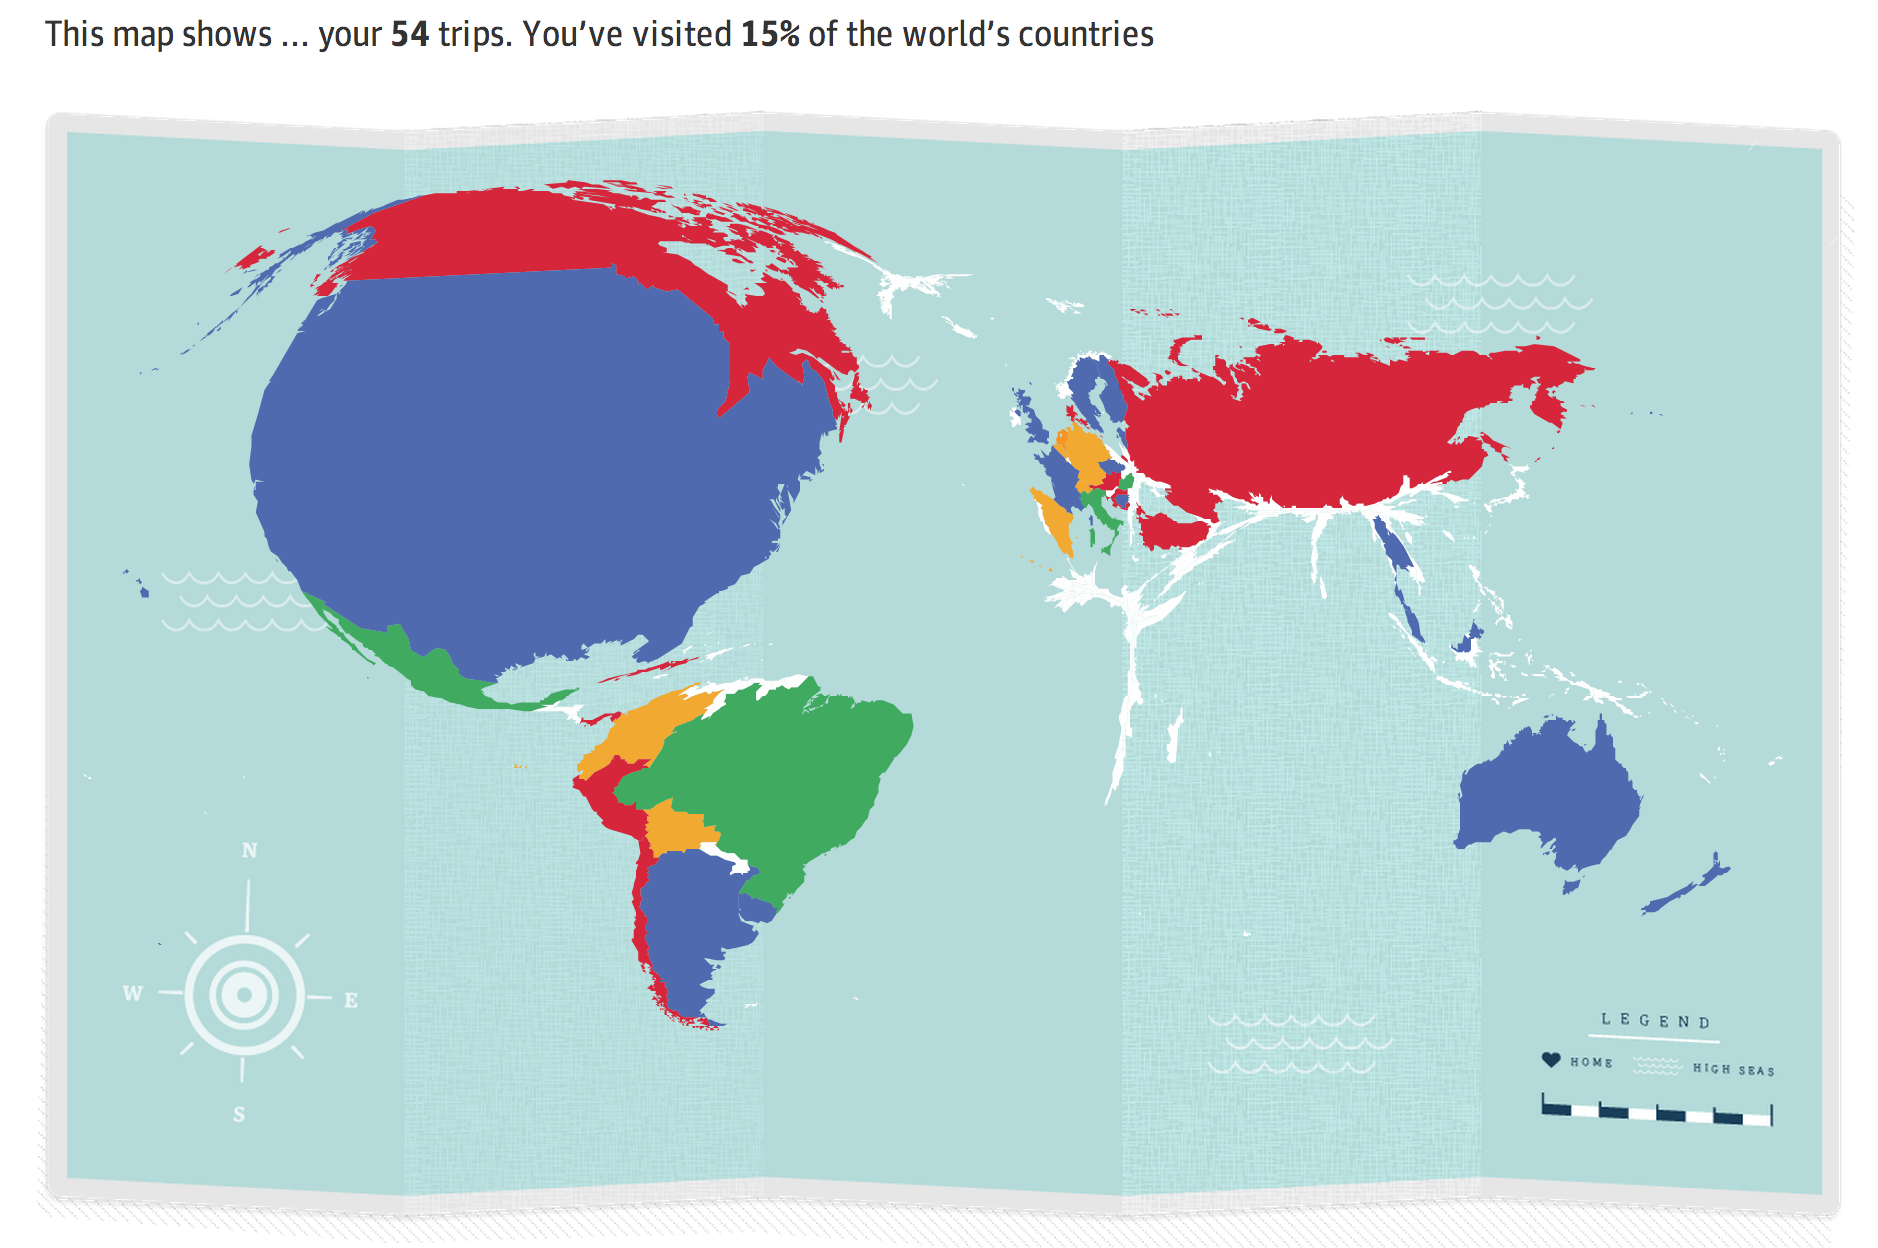 This map shows ... your 54 trips. You've visited 15% of the world's countries
N
W E
S
LEGEND
HOME HIGH SEAS